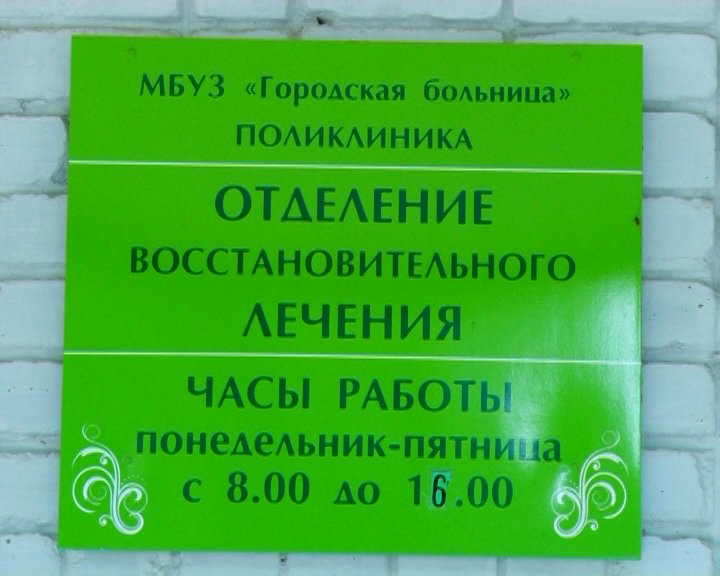 МБУЗ «Городская больница»
ПОЛИКЛИНИКА
ОТДЕЛЕНИЕ
ВОССТАНОВИТЕЛЬНОГО
ЛЕЧЕНИЯ
ЧАСЫ РАБОТЫ
понедельник-пятница
с 8.00 до 16.00